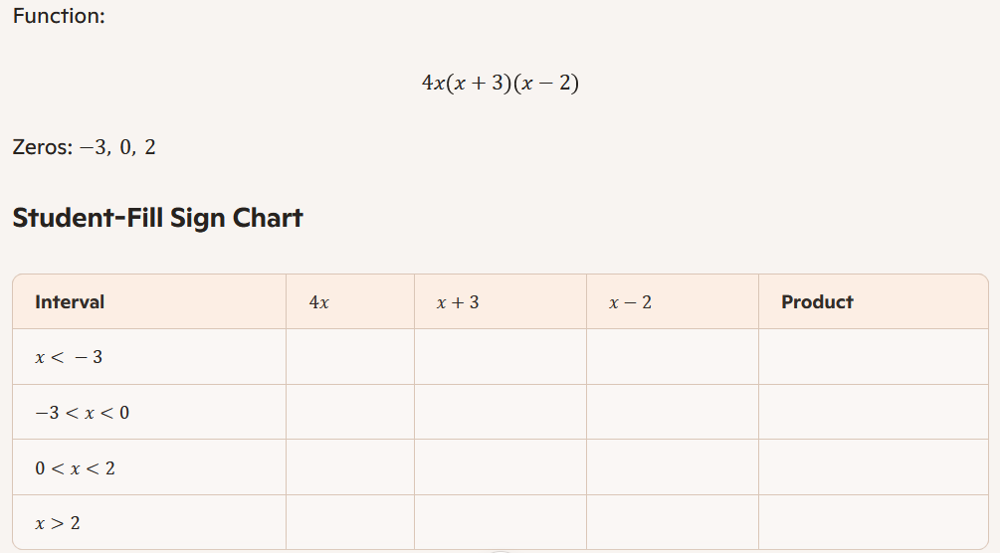 Function:
4x(x + 3)(x − 2)
Zeros: −3, 0, 2
Student-Fill Sign Chart
Interval 4x x + 3 x − 2 Product
x < − 3
−3 < x < 0
0 < x < 2
x > 2